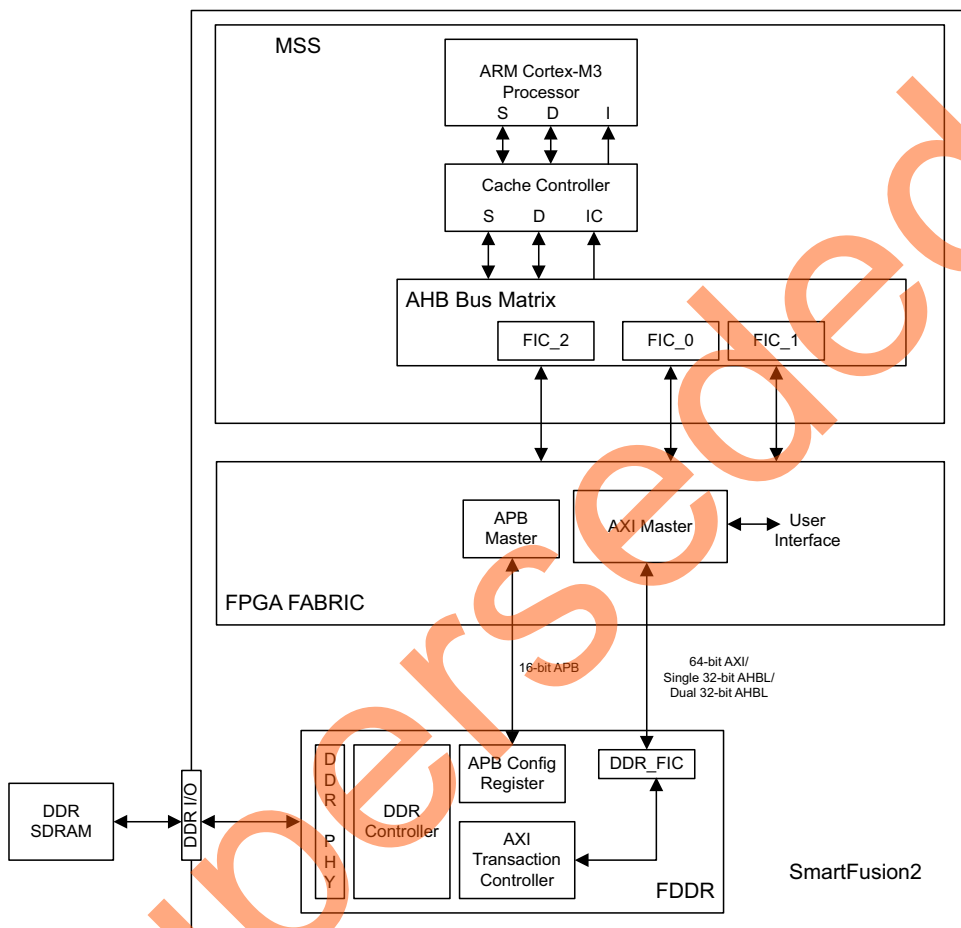 MSS
ARM Cortex-M3
Processor
S D I
Cache Controller
S D IC
AHB Bus Matrix
FIC_2 FIC_0 FIC_1
APB
Master
AXI Master
User
Interface
FPGA FABRIC
16-bit APB
64-bit AXI/
Single 32-bit AHBL/
Dual 32-bit AHBL
DDR
SDRAM
DDR I/O
D
D
R
P
H
Y
DDR
Controller
APB Config
Register
DDR_FIC
AXI
Transaction
Controller
FDDR
SmartFusion2
perseded